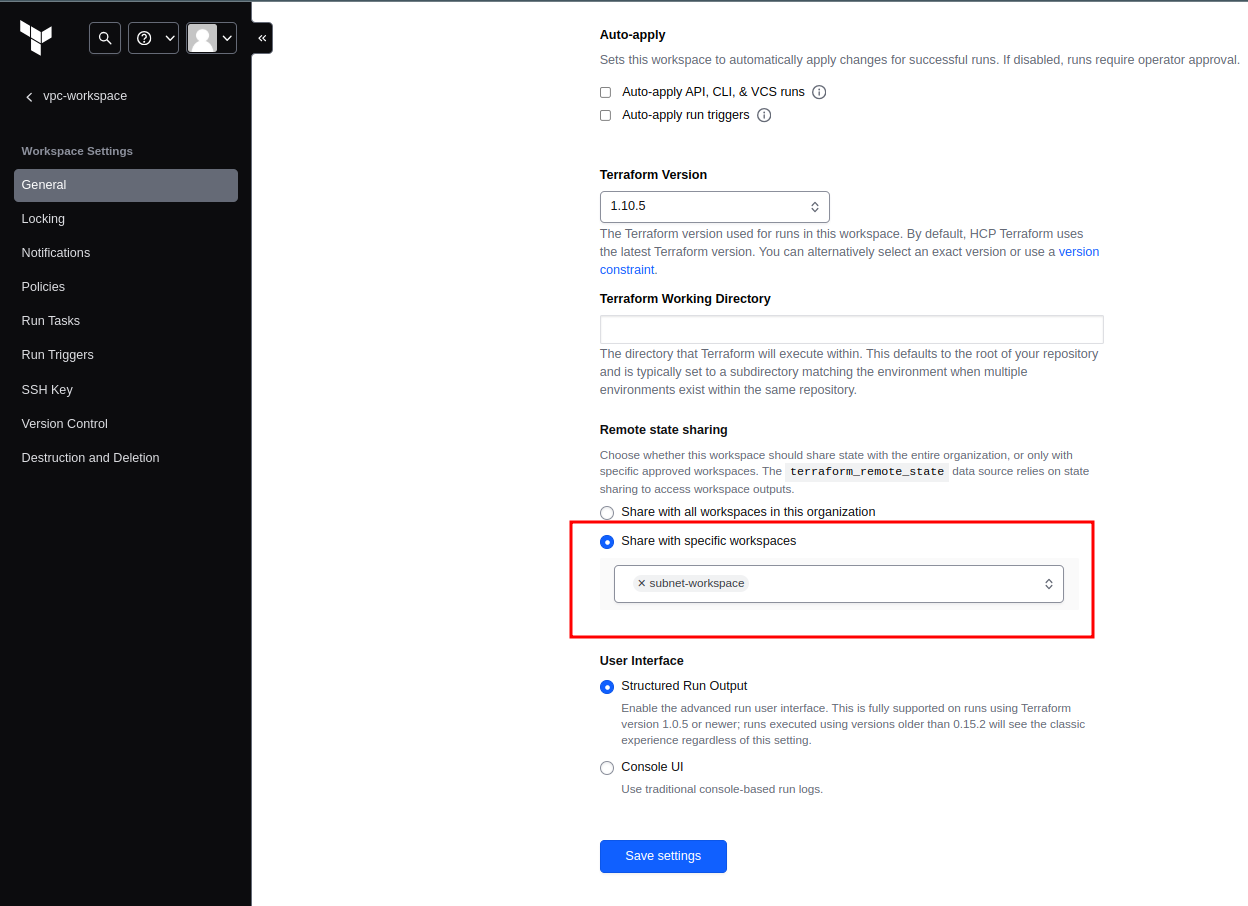 vpc-workspace
Workspace Settings
General
Locking
Notifications
Policies
Run Tasks
Run Triggers
SSH Key
Version Control
Destruction and Deletion
Auto-apply
Sets this workspace to automatically apply changes for successful runs. If disabled, runs require operator approval.
Auto-apply API, CLI, & VCS runs
Auto-apply run triggers
Terraform Version
1.10.5
The Terraform version used for runs in this workspace. By default, HCP Terraform uses
the latest Terraform version. You can alternatively select an exact version or use a version
constraint.
Terraform Working Directory
The directory that Terraform will execute within. This defaults to the root of your repository
and is typically set to a subdirectory matching the environment when multiple
environments exist within the same repository.
Remote state sharing
Choose whether this workspace should share state with the entire organization, or only with
specific approved workspaces. The terraform_remote_state data source relies on state
sharing to access workspace outputs.
Share with all workspaces in this organization
Share with specific workspaces
× subnet-workspace
User Interface
Structured Run Output
Enable the advanced run user interface. This is fully supported on runs using Terraform
version 1.0.5 or newer; runs executed using versions older than 0.15.2 will see the classic
experience regardless of this setting.
Console UI
Use traditional console-based run logs.
Save settings